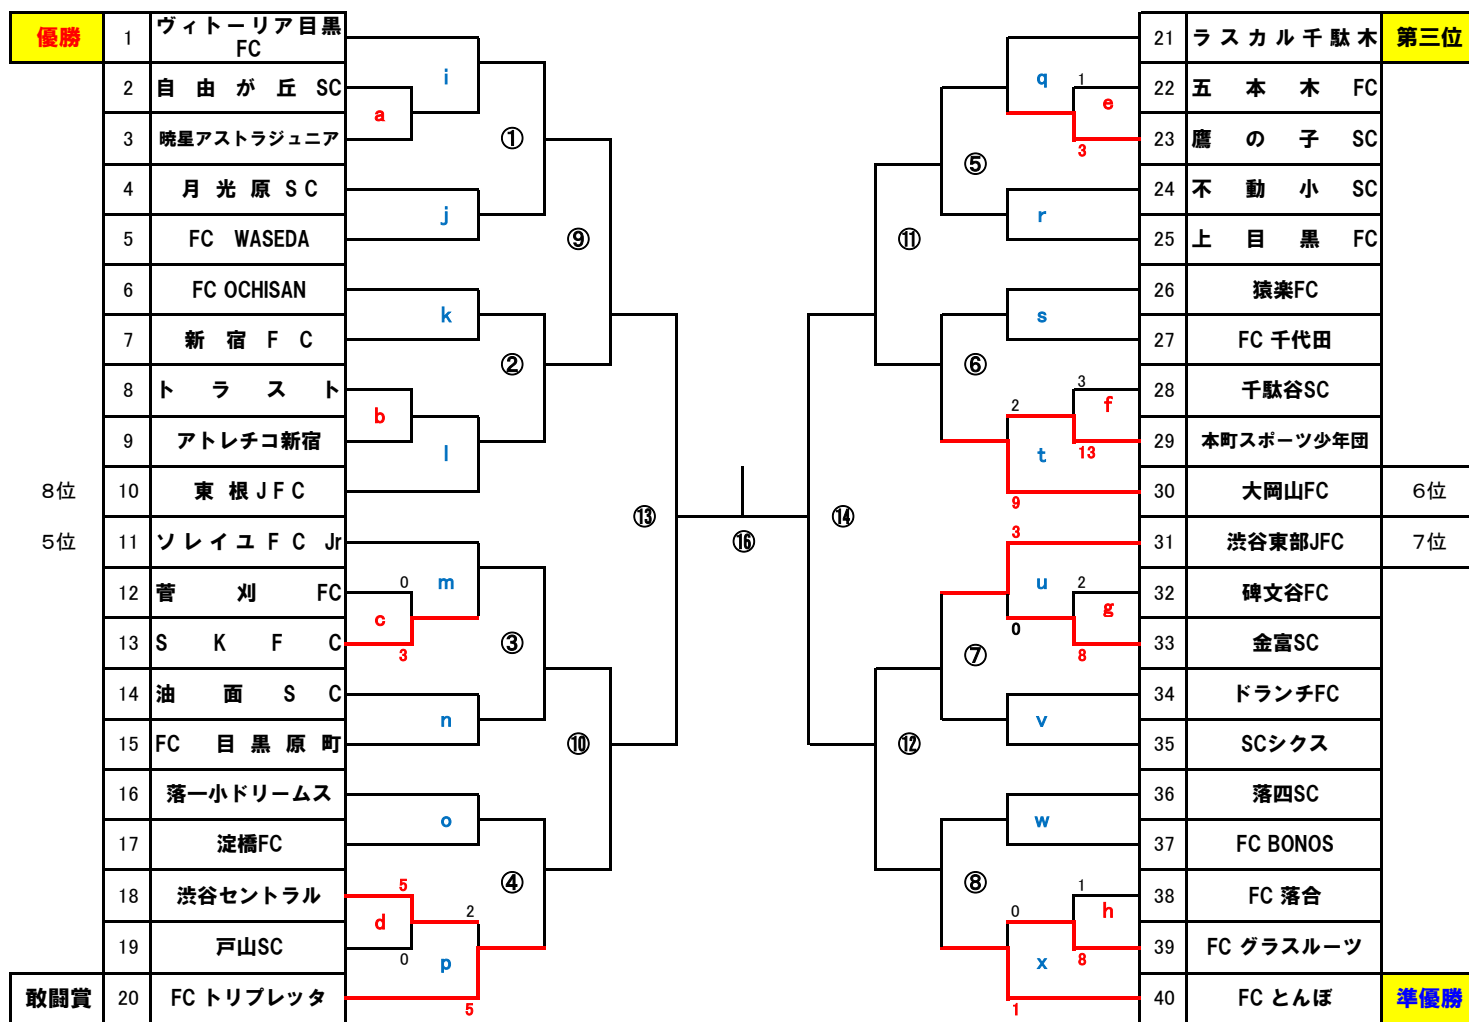 優勝 1 ヴィトーリア目黒
FC
2 自由が丘 SC
3 暁星アストラジュニア
4 月光原 SC
5 FC WASEDA
6 FC OCHISAN
7 新宿FC
8 トラスト
9 アトレチコ新宿
8位 10 東根JFC
5位 11 ソレイユFC Jr
12 菅刈FC
13 SKFC
14 油面SC
15 FC 目黒原町
16 落一小ドリームス
17 淀橋FC
18 渋谷セントラル
19 戸山SC
敢闘賞 20 FC トリプレッタ
a
b
0
c
3
5
d
0
i
j
k
l
m
n
o
2
p
5
①
②
③
④
⑨
⑩
⑬
⑯
⑭
⑪
⑫
⑤
⑥
⑦
⑧
q
r
s
2
t
9
3
u
0
v
w
0
x
1
1
e
3
3
f
13
2
g
8
1
h
8
21 ラスカル千駄木 第三位
22 五本木FC
23 鷹の子SC
24 不動小SC
25 上目黒FC
26 猿楽FC
27 FC 千代田
28 千駄谷SC
29 本町スポーツ少年団
30 大岡山FC 6位
31 渋谷東部JFC 7位
32 碑文谷FC
33 金富SC
34 ドランチFC
35 SCシクス
36 落四SC
37 FC BONOS
38 FC 落合
39 FC グラスルーツ
40 FC とんぼ 準優勝